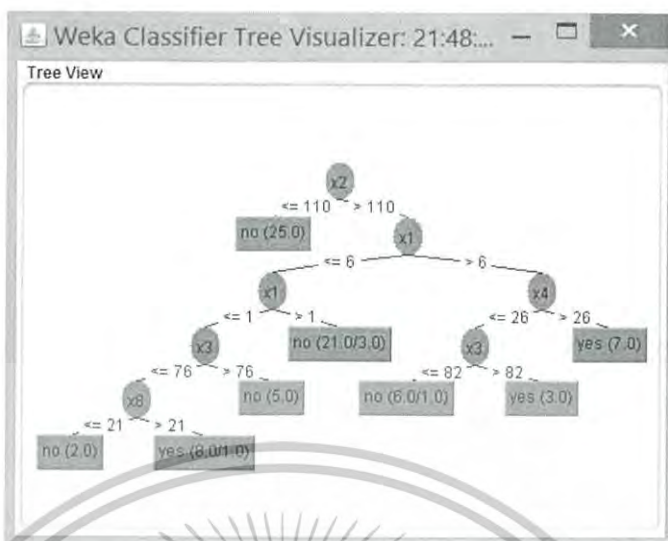 Weka Classifier Tree Visualizer: 21:48:...
Tree View
x2
<= 110 > 110
no (25.0)
x1
<= 6 > 6
x1
x4
<= 1 > 1
<= 26 > 26
x3
no (21.0/3.0)
x3
yes (7.0)
<= 76 > 76
<= 82 > 82
x8
no (5.0)
no (6.0/1.0)
yes (3.0)
<= 21 > 21
no (2.0)
yes (8.0/1.0)